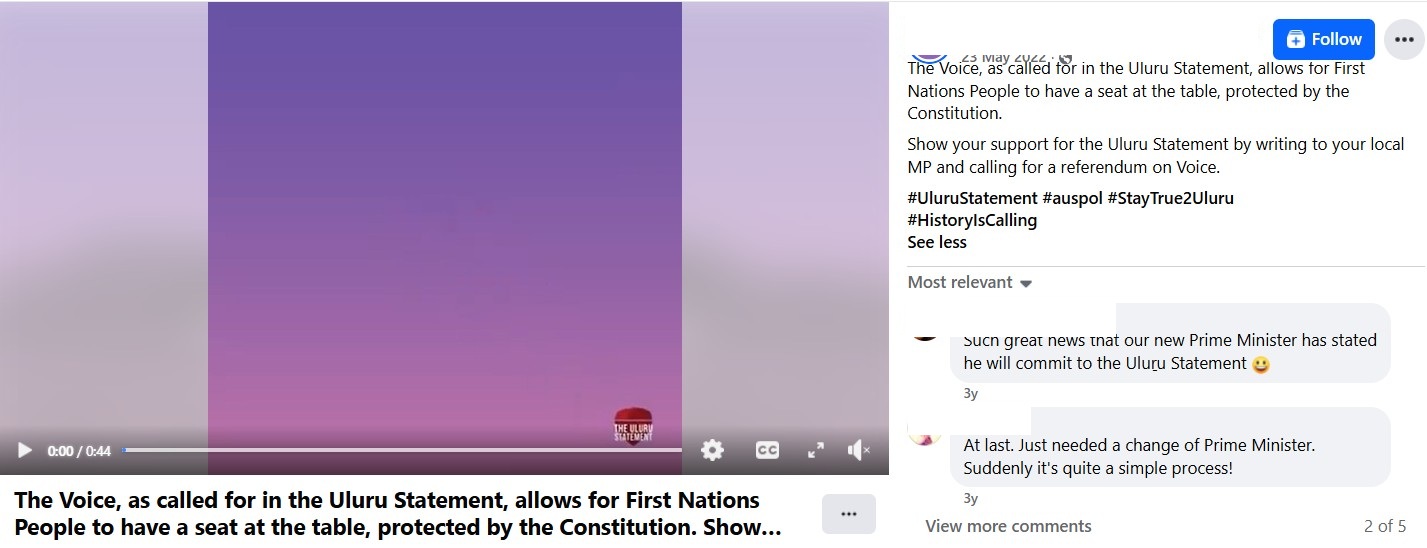 Follow
23 May 2022
The Voice, as called for in the Uluru Statement, allows for First
Nations People to have a seat at the table, protected by the
Constitution.
Show your support for the Uluru Statement by writing to your local
MP and calling for a referendum on Voice.
#UluruStatement #auspol #StayTrue2Uluru
#HistoryIsCalling
See less
Most relevant
Such great news that our new Prime Minister has stated
he will commit to the Uluru Statement 😀
3y
At last. Just needed a change of Prime Minister.
Suddenly it's quite a simple process!
3y
View more comments
2 of 5
THE ULURU
STATEMENT
0:00 / 0:44
CC
The Voice, as called for in the Uluru Statement, allows for First Nations
People to have a seat at the table, protected by the Constitution. Show...